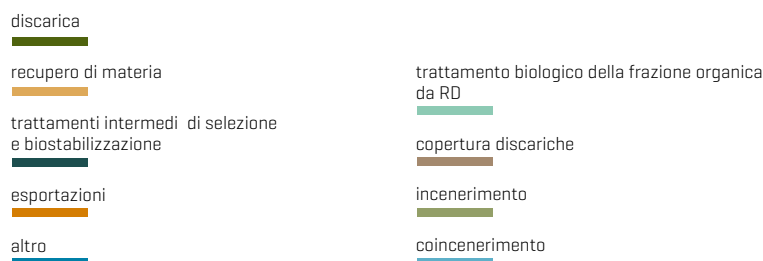 discarica
recupero di materia
trattamenti intermedi di selezione
e biostabilizzazione
esportazioni
altro
trattamento biologico della frazione organica
da RD
copertura discariche
incenerimento
coincenerimento